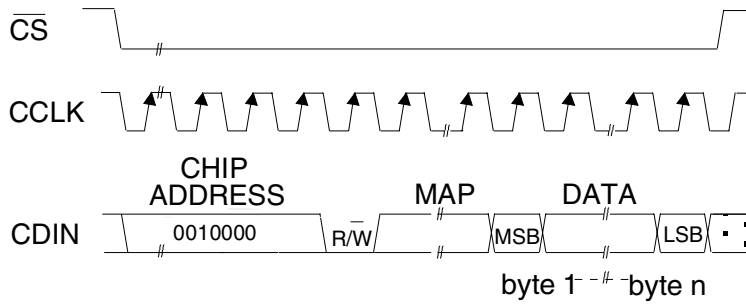 CS
CCLK
CHIP
ADDRESS
MAP
DATA
CDIN
0010000
R/W
MSB
LSB
byte 1
byte n